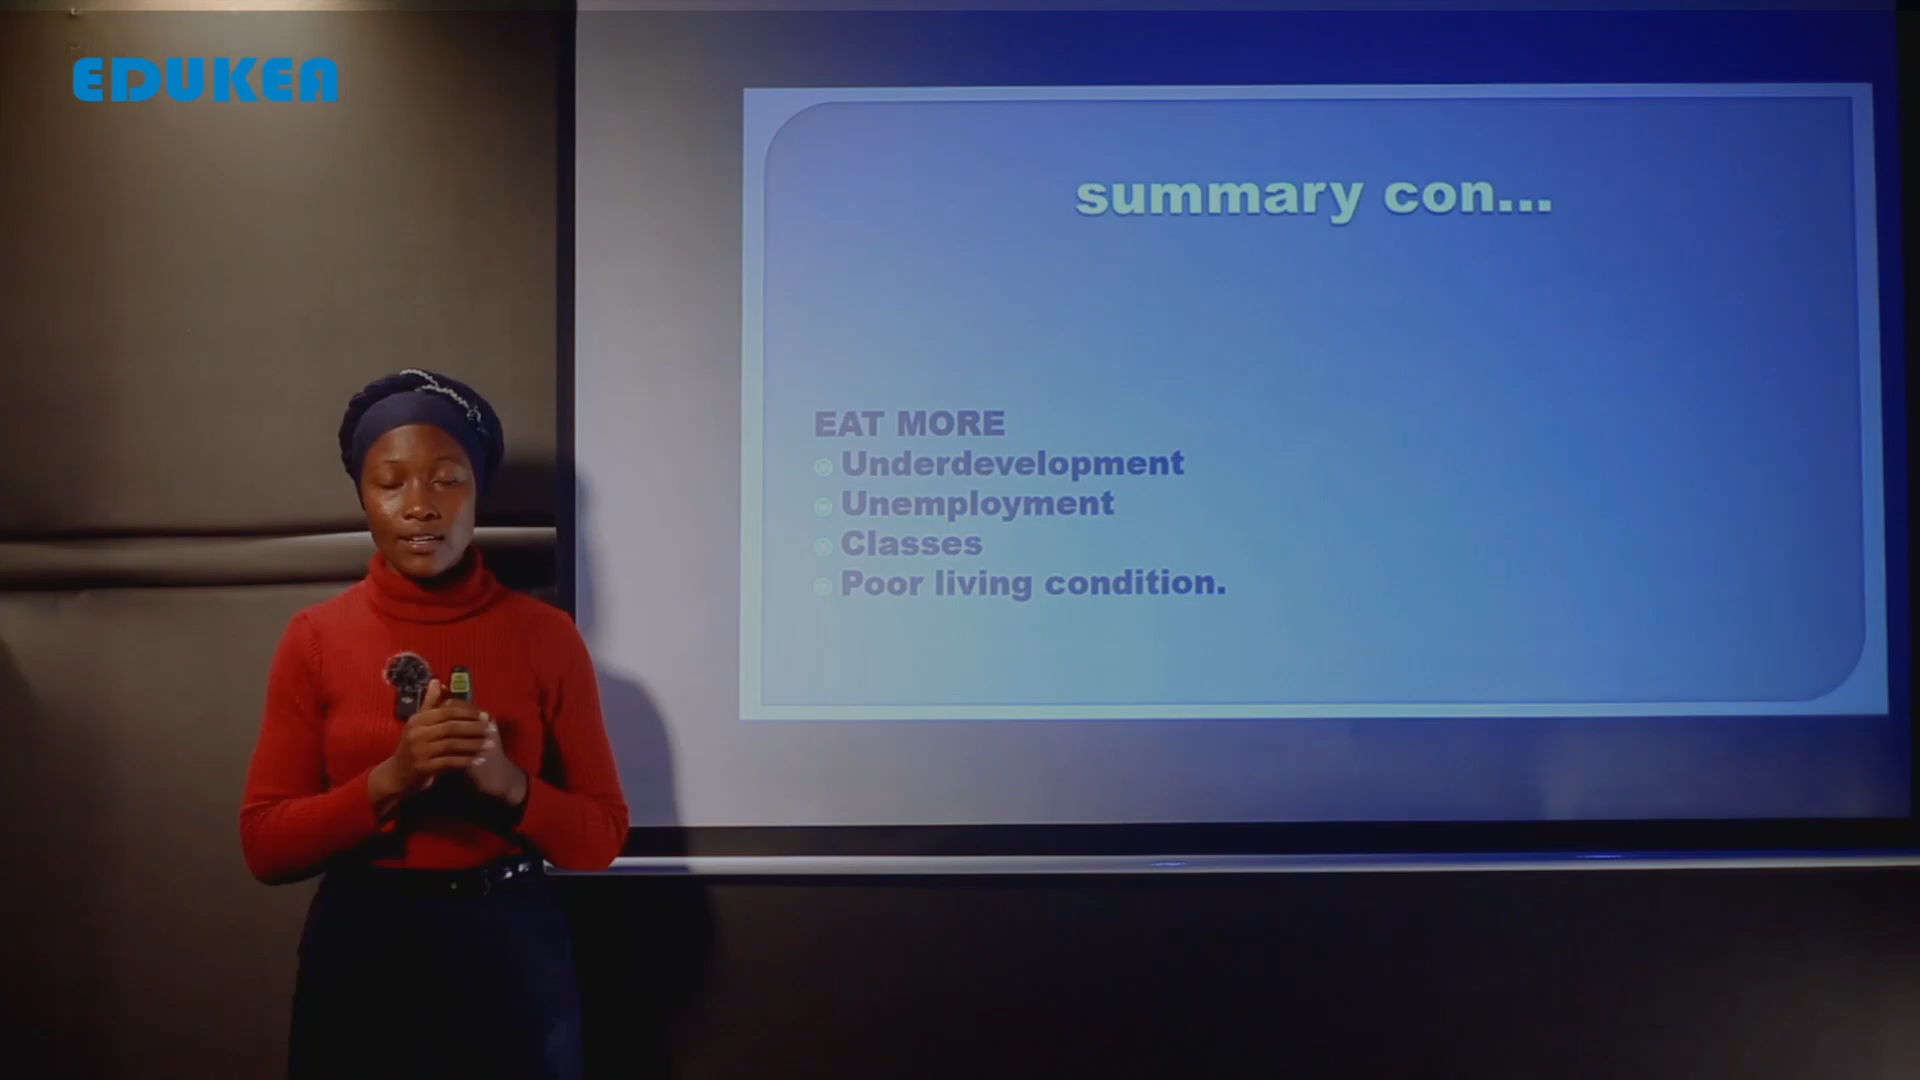 EDUKEA
summary con...
EAT MORE
Underdevelopment
Unemployment
Classes
Poor living condition.